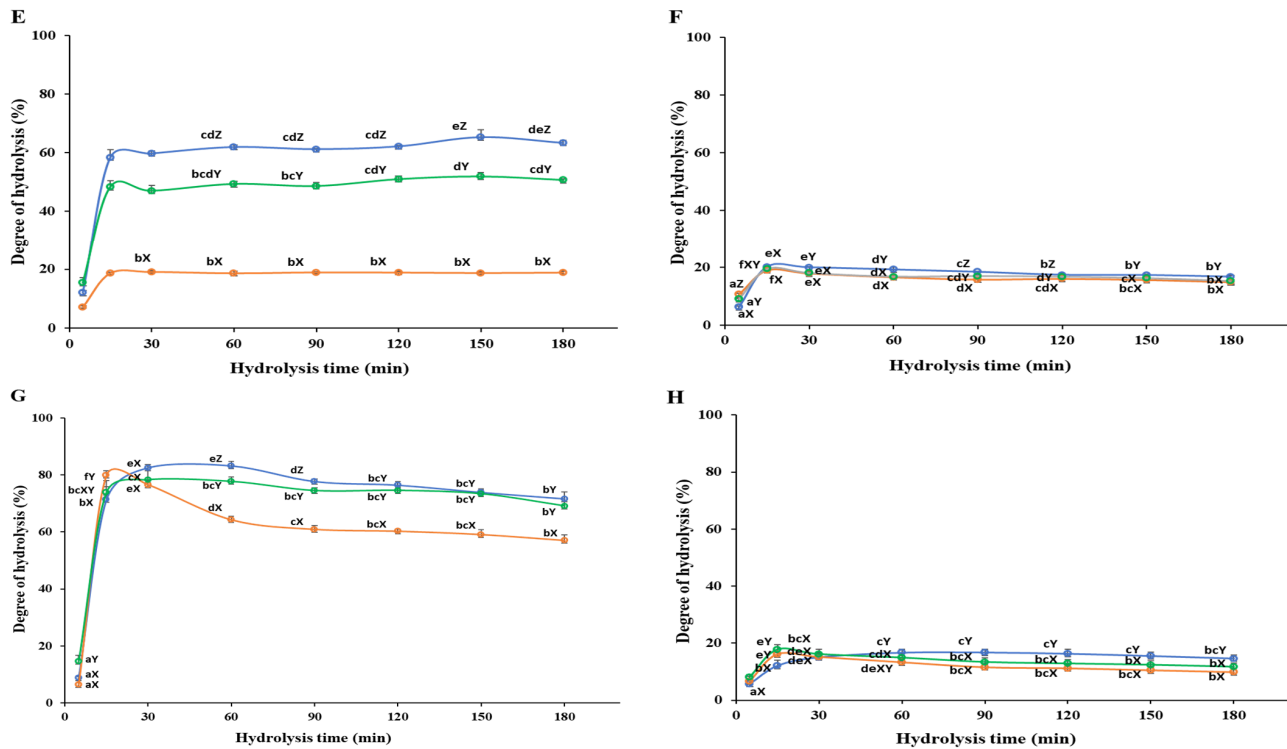 E
100
80
60
40
20
0
Degree of hydrolysis (%)
cdZ
cdZ
cdZ
eZ
deZ
bcdY
bcY
cdY
dY
cdY
bX
bX
bX
bX
bX
bX
0
30
60
90
120
150
180
Hydrolysis time (min)
F
100
80
60
40
20
0
Degree of hydrolysis (%)
fXY
eX
eY
dY
cZ
bZ
bY
bY
aZ
fX
eX
dX
cdY
dY
cX
bX
aY
eX
dX
dX
cdX
bcX
bX
aX
0
30
60
90
120
150
180
Hydrolysis time (min)
G
100
80
60
40
20
0
Degree of hydrolysis (%)
fY
eX
eZ
dZ
bcY
bcY
bY
bcXY
cX
bcY
bcY
bcY
bcY
bY
bX
eX
dX
cX
bcX
bcX
bX
aY
aX
aX
0
30
60
90
120
150
180
Hydrolysis time (min)
H
100
80
60
40
20
0
Degree of hydrolysis (%)
eY
bcX
cY
cY
cY
cY
bcY
eY
deX
cdX
bcX
bcX
bX
bX
bX
deX
deXY
bcX
bcX
bcX
bX
aX
0
30
60
90
120
150
180
Hydrolysis time (min)